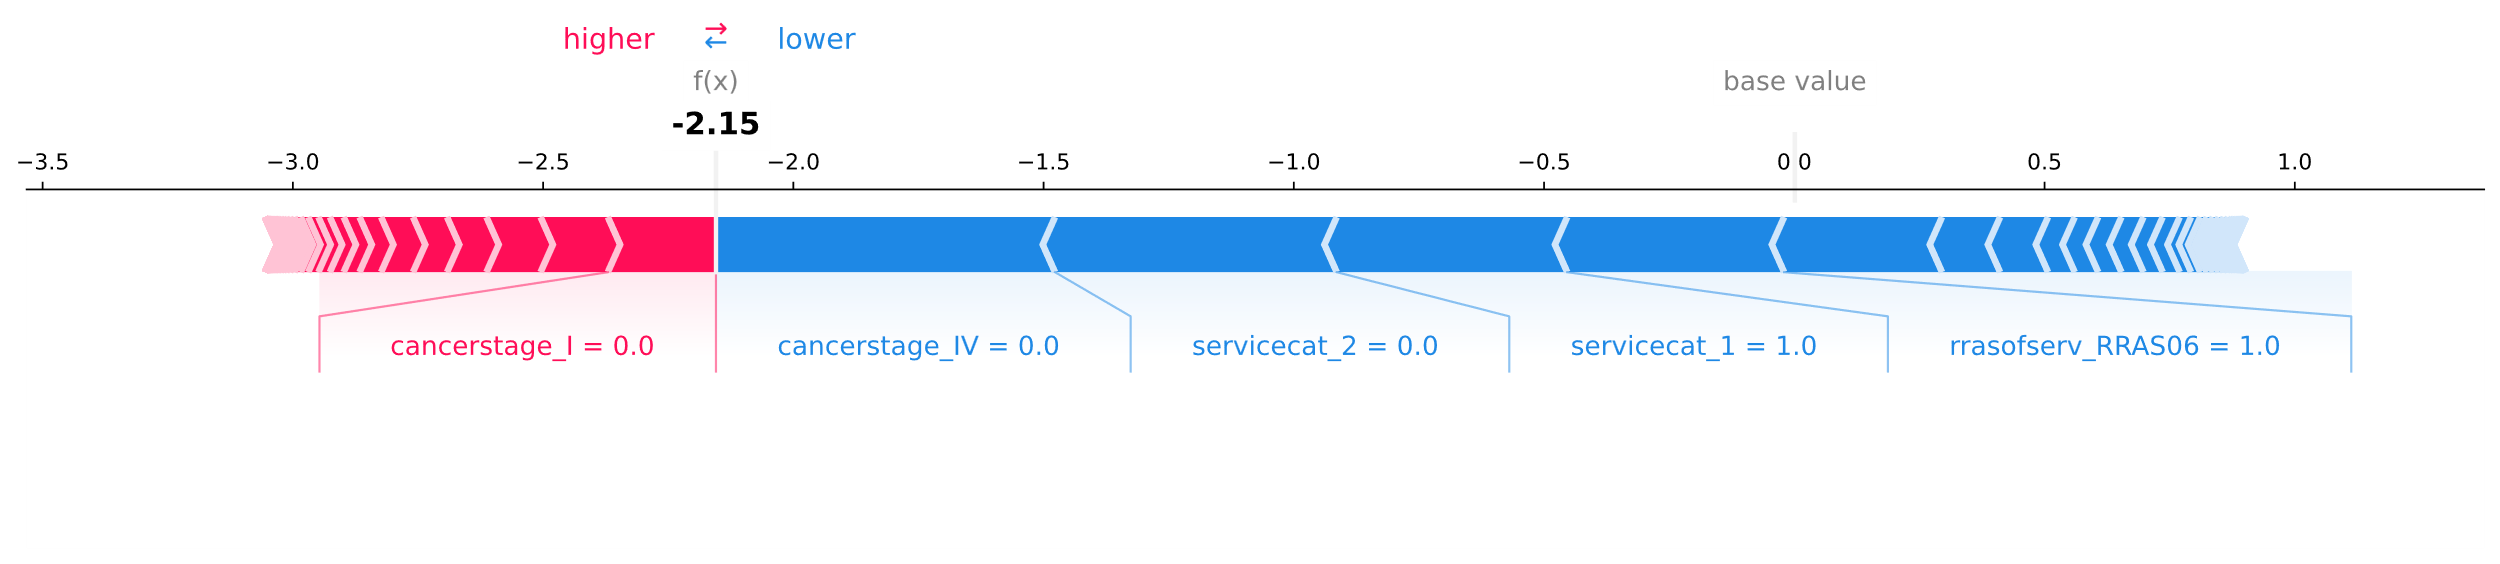 higher ⇄ lower
f(x) base value
-2.15
−3.5 −3.0 −2.5 −2.0 −1.5 −1.0 −0.5 0.0 0.5 1.0
cancerstage_I = 0.0 cancerstage_IV = 0.0 servicecat_2 = 0.0 servicecat_1 = 1.0 rrasofserv_RRAS06 = 1.0